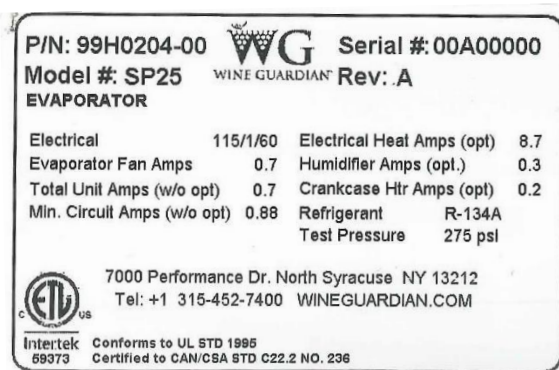 P/N: 99H0204-00
WG
Serial #: 00A00000
Model #: SP25
WINE GUARDIAN
Rev: A
EVAPORATOR
Electrical 115/1/60
Evaporator Fan Amps 0.7
Total Unit Amps (w/o opt) 0.7
Min. Circuit Amps (w/o opt) 0.88
Electrical Heat Amps (opt) 8.7
Humidifier Amps (opt.) 0.3
Crankcase Htr Amps (opt) 0.2
Refrigerant R-134A
Test Pressure 275 psi
7000 Performance Dr. North Syracuse NY 13212
Tel: +1 315-452-7400 WINEGUARDIAN.COM
C ETL US
Intertek
59373
Conforms to UL STD 1995
Certified to CAN/CSA STD C22.2 NO. 236